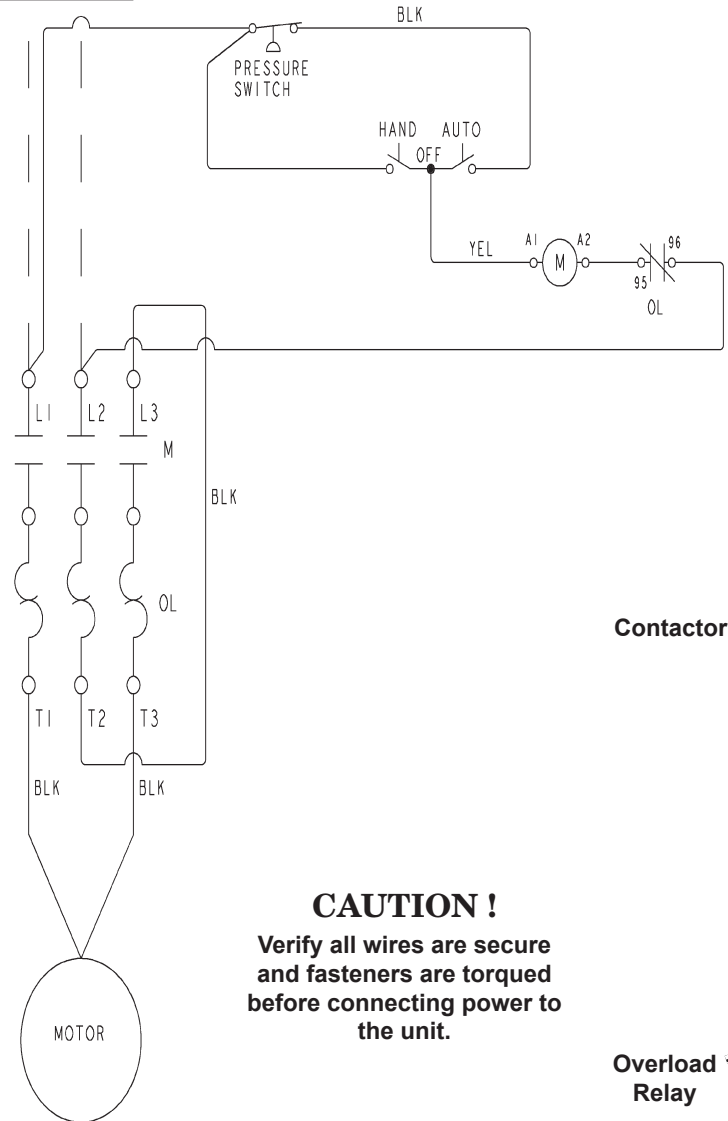 BLK
PRESSURE
SWITCH
HAND AUTO
OFF
YEL A1 M A2 95 96
OL
L1 L2 L3
M
BLK
OL
T1 T2 T3
BLK BLK
MOTOR
CAUTION !
Verify all wires are secure
and fasteners are torqued
before connecting power to
the unit.
Contactor
Overload
Relay